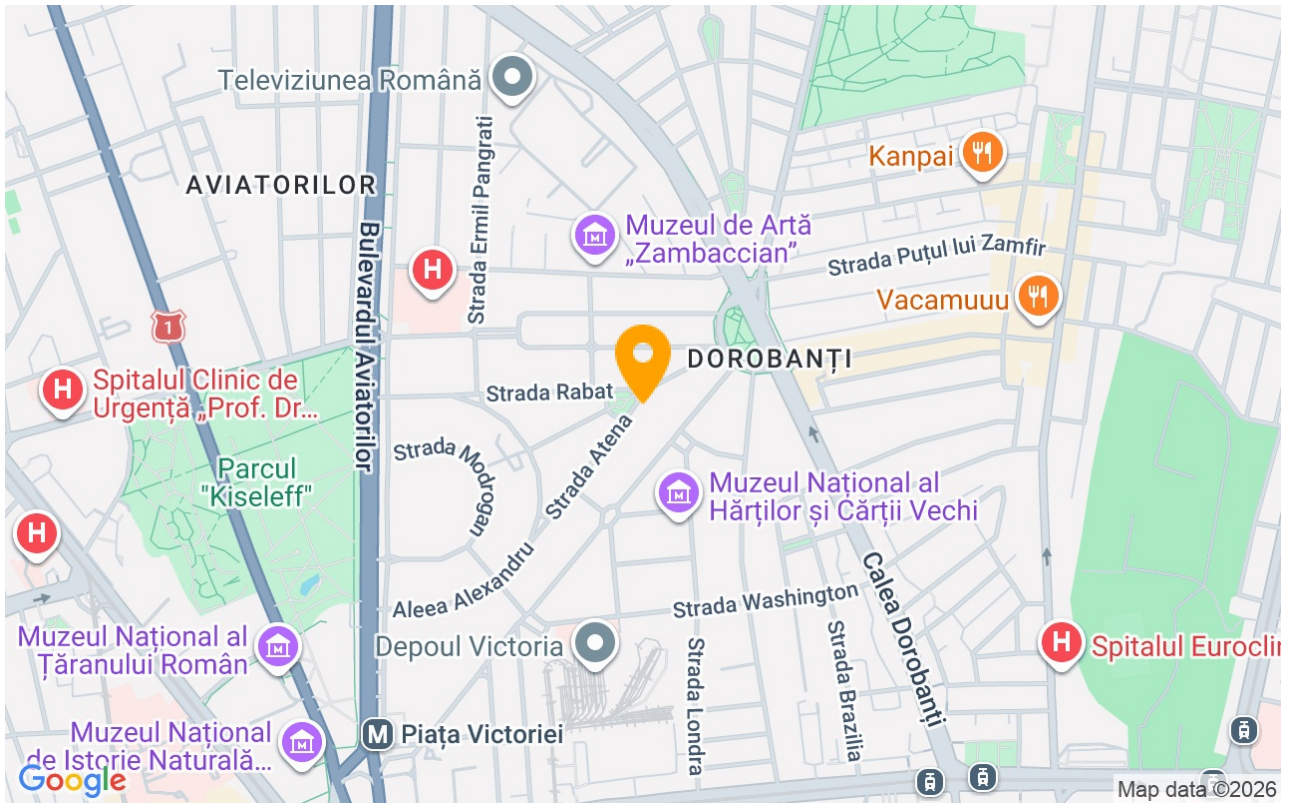 Televiziunea Română
Kanpai
AVIATORILOR
Strada Ermil Pangrati
Muzeul de Artă
„Zambaccian”
Strada Puțul lui Zamfir
H
Bulevardul Aviatorilor
Vacamuuu
1
DOROBANȚI
H
Spitalul Clinic de
Urgență „Prof. Dr...
Strada Rabat
Strada Atena
Strada Modrogan
Parcul
"Kiseleff"
Muzeul Național al
Hărților și Cărții Vechi
H
Aleea Alexandru
Strada Washington
Calea Dorobanți
Muzeul Național al
Țăranului Român
Depoul Victoria
Strada Londra
Strada Brazilia
H
Spitalul Euroclin
Muzeul Național
de Istorie Naturală...
M
Piața Victoriei
Google
Map data ©2026